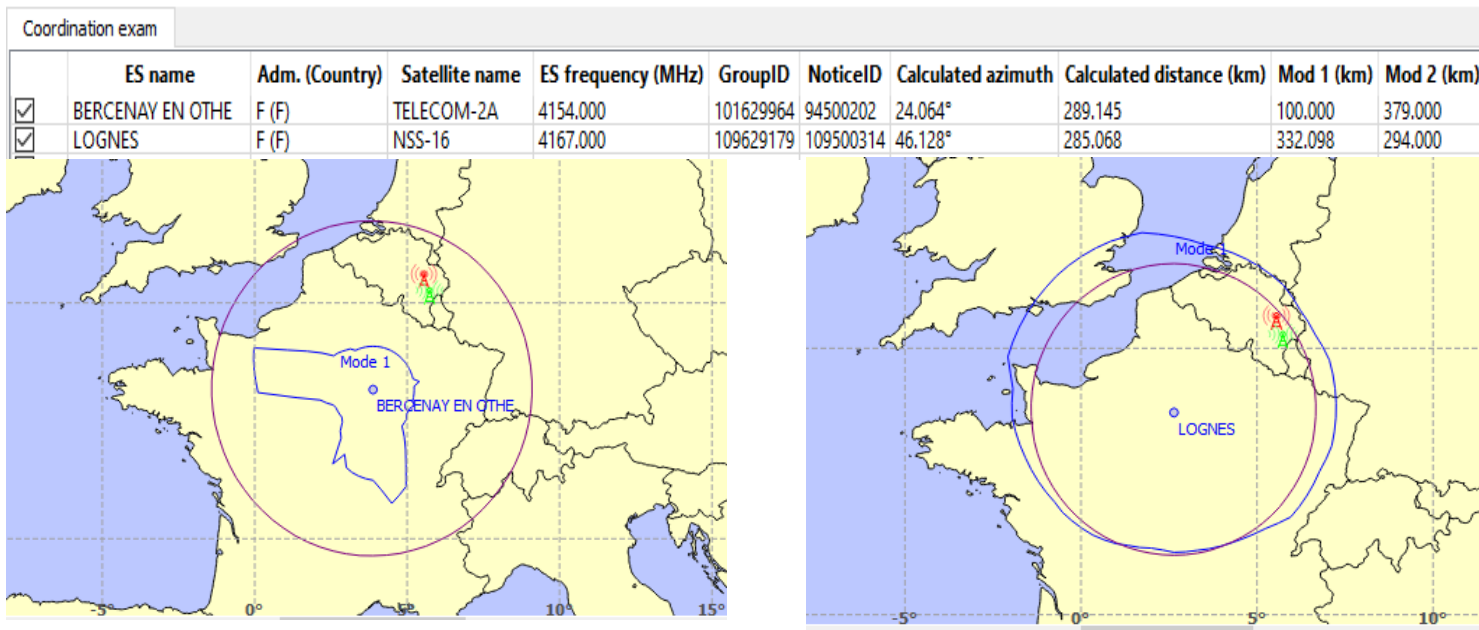 Coordination exam
ES name Adm. (Country) Satellite name ES frequency (MHz) GroupID NoticeID Calculated azimuth Calculated distance (km) Mod 1 (km) Mod 2 (km)
BERCENAY EN OTHE F (F) TELECOM-2A 4154.000 101629964 94500202 24.064° 289.145 100.000 379.000
LOGNES F (F) NSS-16 4167.000 109629179 109500314 46.128° 285.068 332.098 294.000
Mode 1
BERCENAY EN OTHE
-5° 0° 5° 10° 15°
Mode
LOGNES
-5° 0° 5° 10°